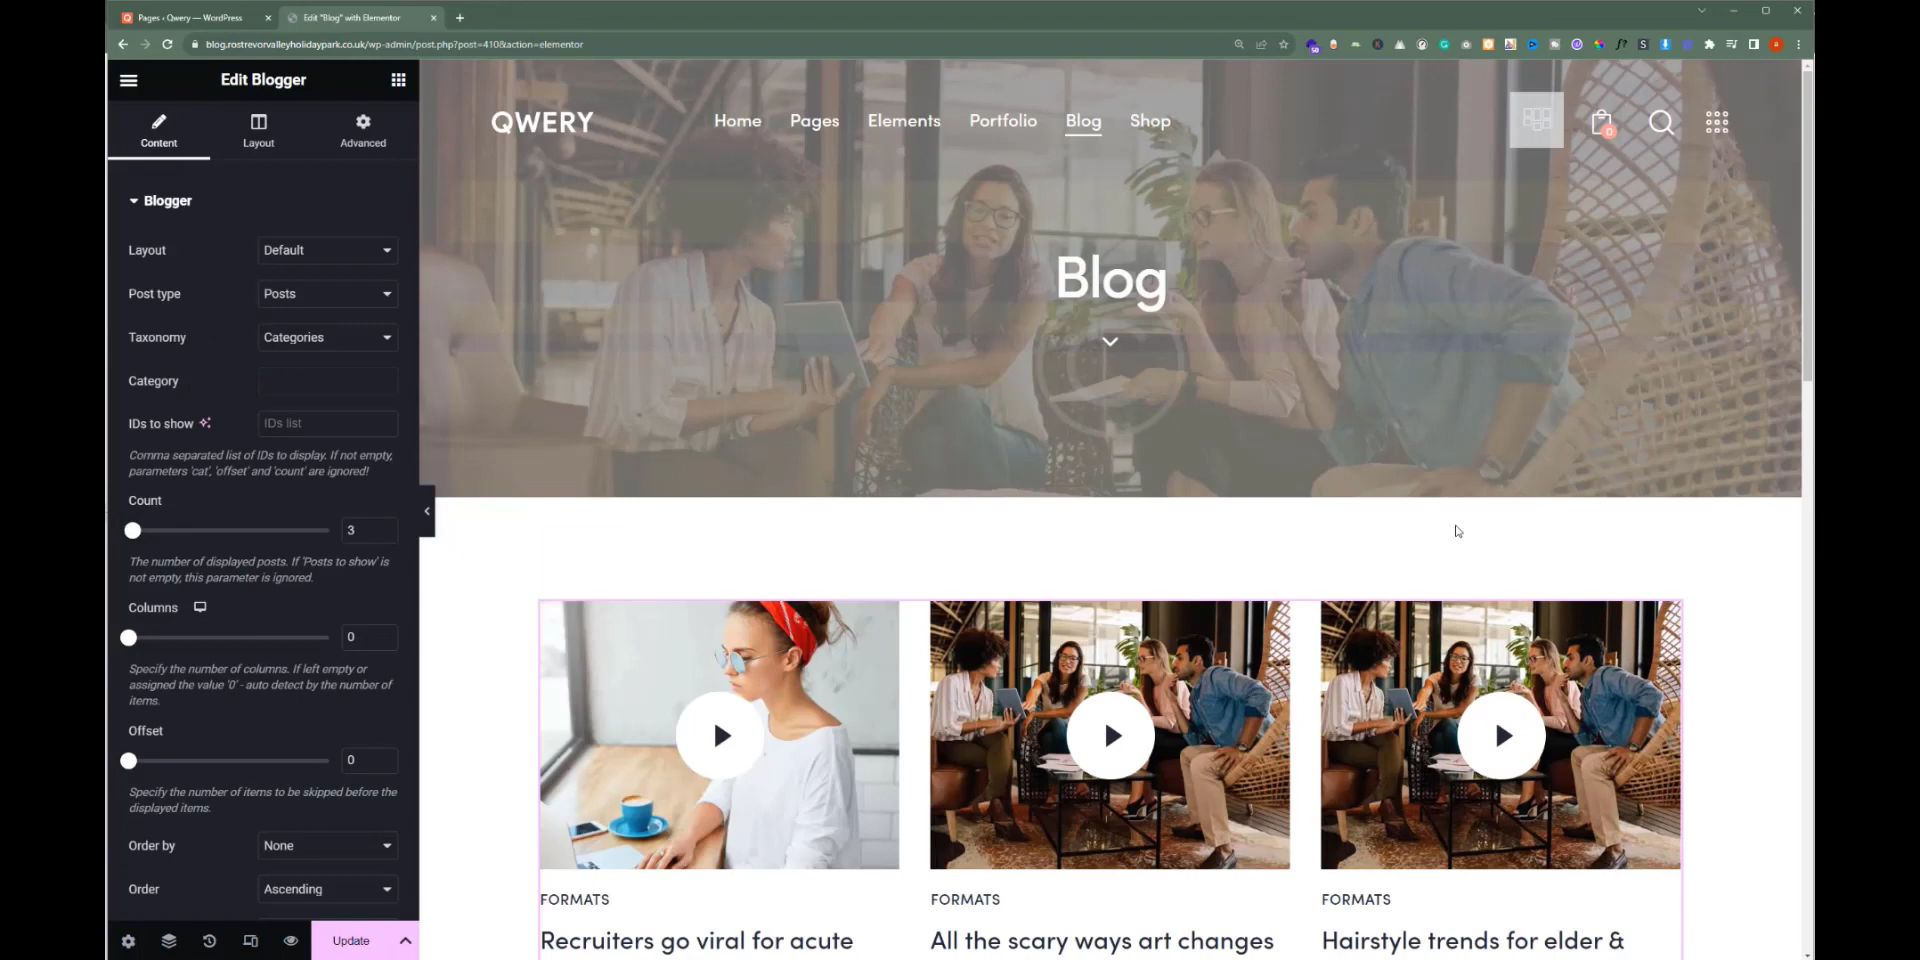 Pages ‹ Qwery — WordPress
Edit "Blog" with Elementor
blog.rostrevorvalleyholidaypark.co.uk/wp-admin/post.php?post=410&action=elementor
Edit Blogger
Content
Layout
Advanced
Blogger
Layout
Default
Post type
Posts
Taxonomy
Categories
Category
IDs to show
IDs list
Comma separated list of IDs to display. If not empty,
parameters 'cat', 'offset' and 'count' are ignored!
Count
3
The number of displayed posts. If 'Posts to show' is
not empty, this parameter is ignored.
Columns
0
Specify the number of columns. If left empty or
assigned the value '0' - auto detect by the number of
items.
Offset
0
Specify the number of items to be skipped before the
displayed items.
Order by
None
Order
Ascending
Update
QWERY
Home
Pages
Elements
Portfolio
Blog
Shop
0
Blog
FORMATS
Recruiters go viral for acute
FORMATS
All the scary ways art changes
FORMATS
Hairstyle trends for elder &